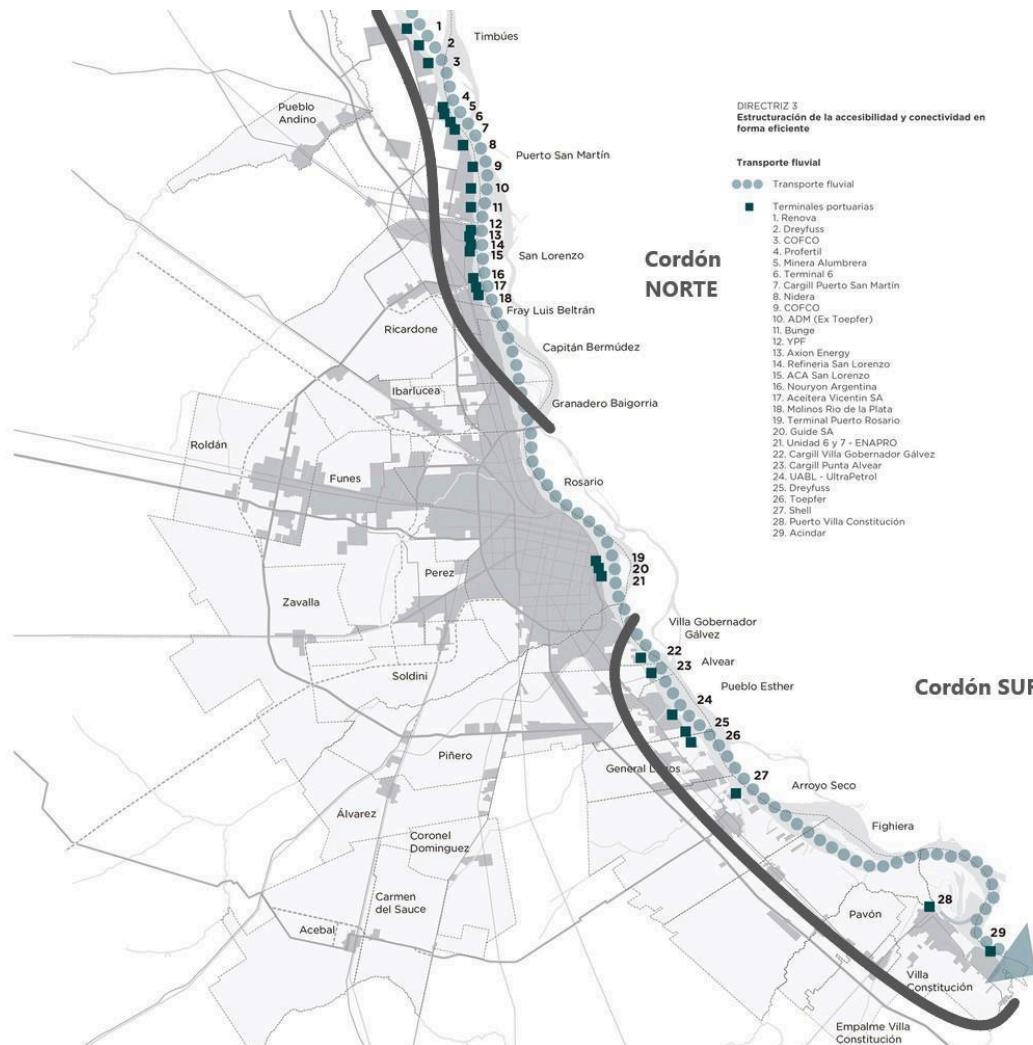 1
Timbúes
2
3
4
5
6
7
Pueblo
Andino
8
Puerto San Martín
9
10
11
12
13
14
15
San Lorenzo
16
17
18
Fray Luis Beltrán
Ricardone
Capitán Bermúdez
Ibarlucea
Granadero Baigorria
Roldán
Funes
Rosario
19
20
21
Perez
Zavalla
Villa Gobernador
Gálvez
22
23
Alvear
Soldini
Pueblo Esther
24
25
26
Piñero
General Lagos
27
Arroyo Seco
Álvarez
Fighiera
Coronel
Dominguez
Carmen
del Sauce
28
Pavón
Acebal
29
Villa
Constitución
Empalme Villa
Constitución
Cordón
NORTE
Cordón SUR
DIRECTRIZ 3
Estructuración de la accesibilidad y conectividad en
forma eficiente
Transporte fluvial
Transporte fluvial
Terminales portuarias
1. Renova
2. Dreyfuss
3. COFCO
4. Profertil
5. Minera Alumbrera
6. Terminal 6
7. Cargill Puerto San Martín
8. Nidera
9. COFCO
10. ADM (Ex Toepfer)
11. Bunge
12. YPF
13. Axion Energy
14. Refineria San Lorenzo
15. ACA San Lorenzo
16. Nouryon Argentina
17. Aceitera Vicentin SA
18. Molinos Rio de la Plata
19. Terminal Puerto Rosario
20. Guide SA
21. Unidad 6 y 7 - ENAPRO
22. Cargill Villa Gobernador Gálvez
23. Cargill Punta Alvear
24. UABL - UltraPetrol
25. Dreyfuss
26. Toepfer
27. Shell
28. Puerto Villa Constitución
29. Acindar